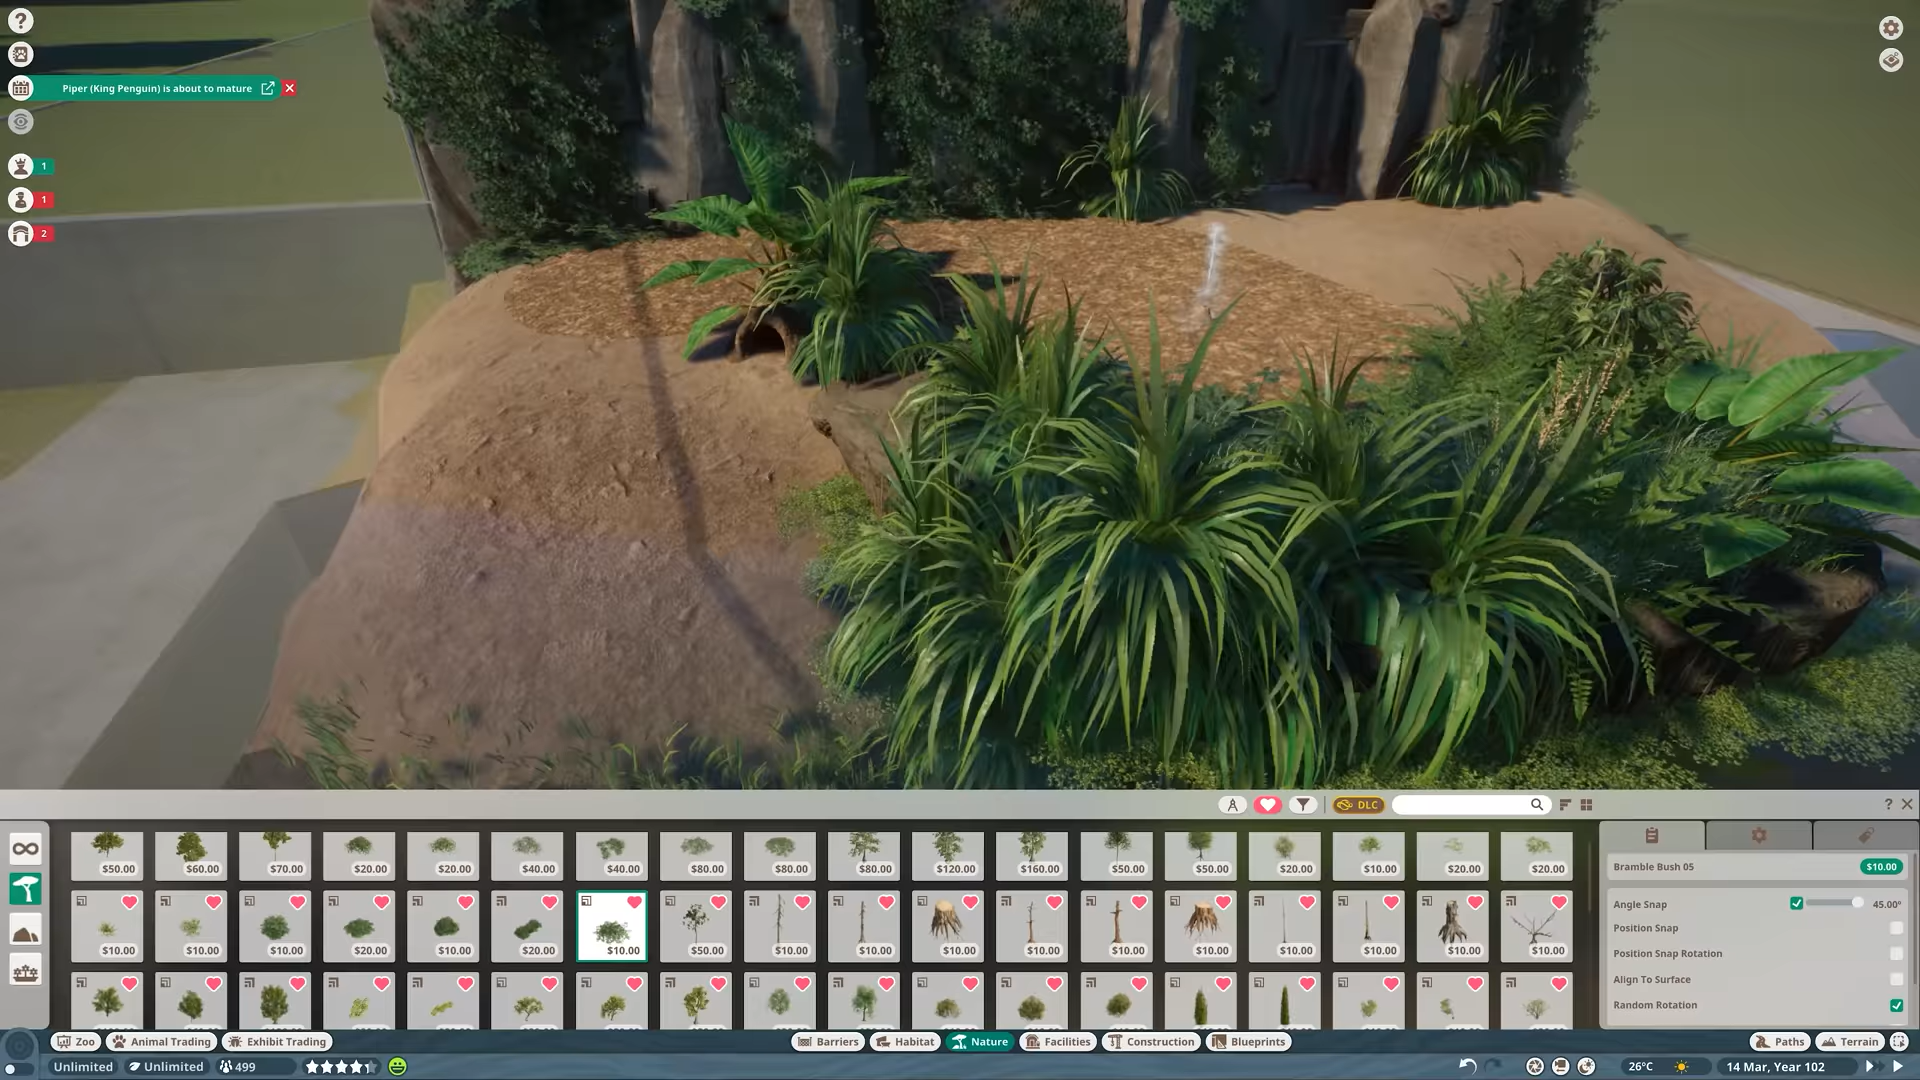 ?
Piper (King Penguin) is about to mature
1
1
2
DLC
?
$50.00 $60.00 $70.00 $20.00 $20.00 $40.00 $40.00 $80.00 $80.00 $80.00 $120.00 $160.00 $50.00 $50.00 $20.00 $10.00 $20.00 $20.00
$10.00 $10.00 $10.00 $20.00 $10.00 $20.00 $10.00 $50.00 $10.00 $10.00 $10.00 $10.00 $10.00 $10.00 $10.00 $10.00 $10.00 $10.00
Bramble Bush 05 $10.00
Angle Snap 45.00°
Position Snap
Position Snap Rotation
Align To Surface
Random Rotation
Zoo Animal Trading Exhibit Trading Barriers Habitat Nature Facilities Construction Blueprints Paths Terrain
Unlimited Unlimited 499 26°C 14 Mar, Year 102